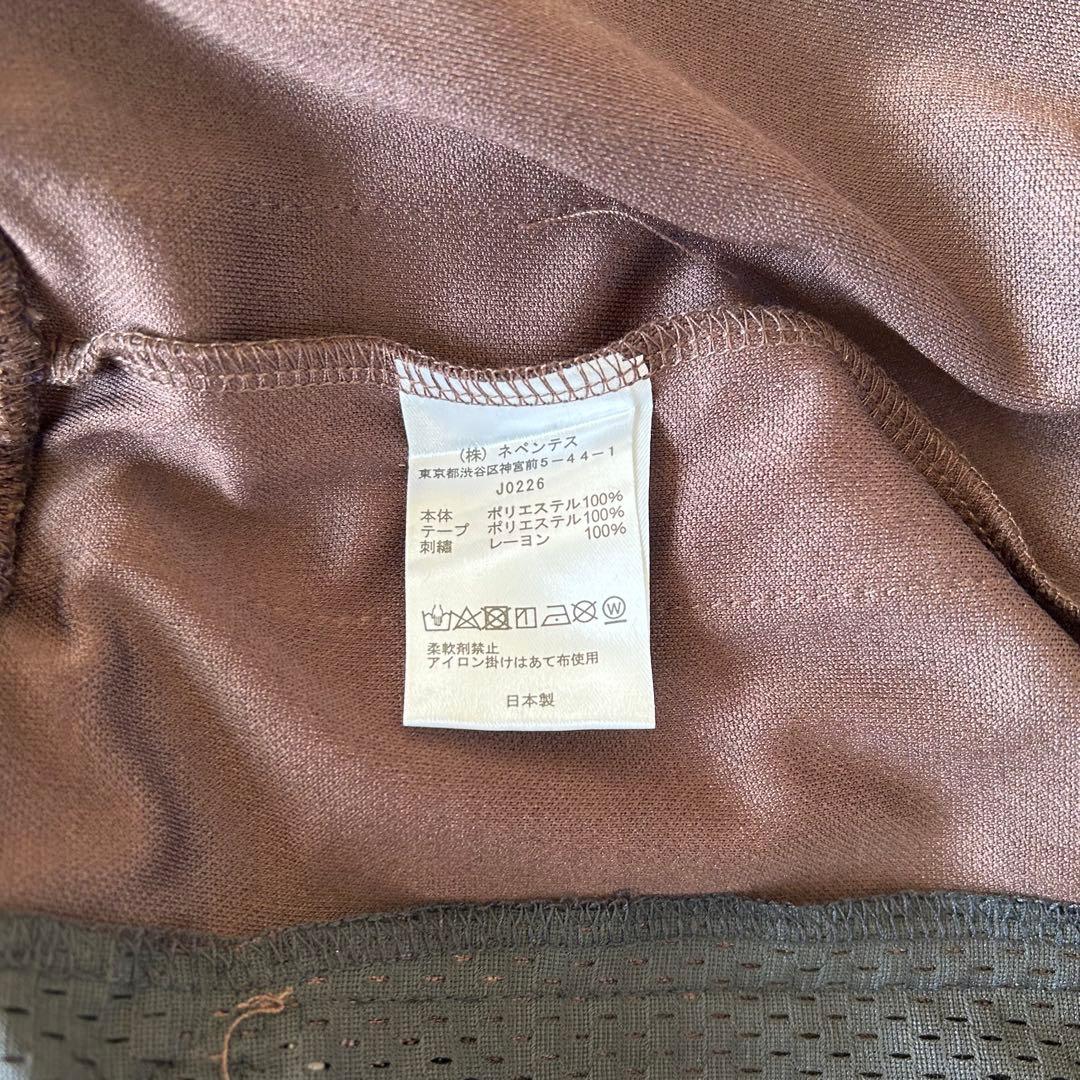 (株)ネペンテス
東京都渋谷区神宮前5-44-1
J0226
本体 ポリエステル100%
テープ ポリエステル100%
刺繍 レーヨン 100%
W
柔軟剤禁止
アイロン掛けはあて布使用
日本製